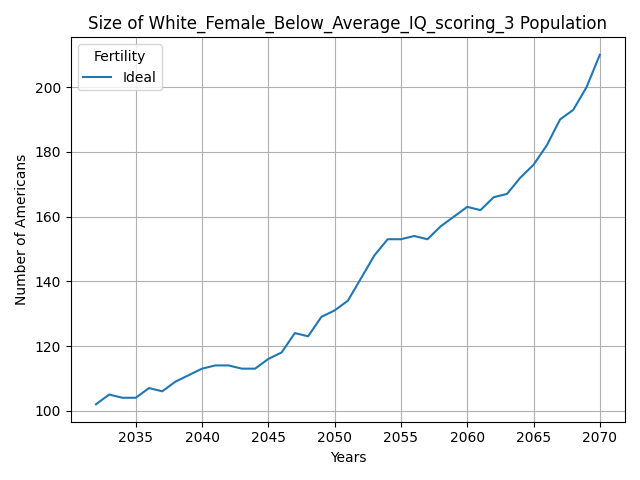 Size of White_Female_Below_Average_IQ_scoring_3 Population
Fertility
Ideal
Number of Americans
200
180
160
140
120
100
2035 2040 2045 2050 2055 2060 2065 2070
Years